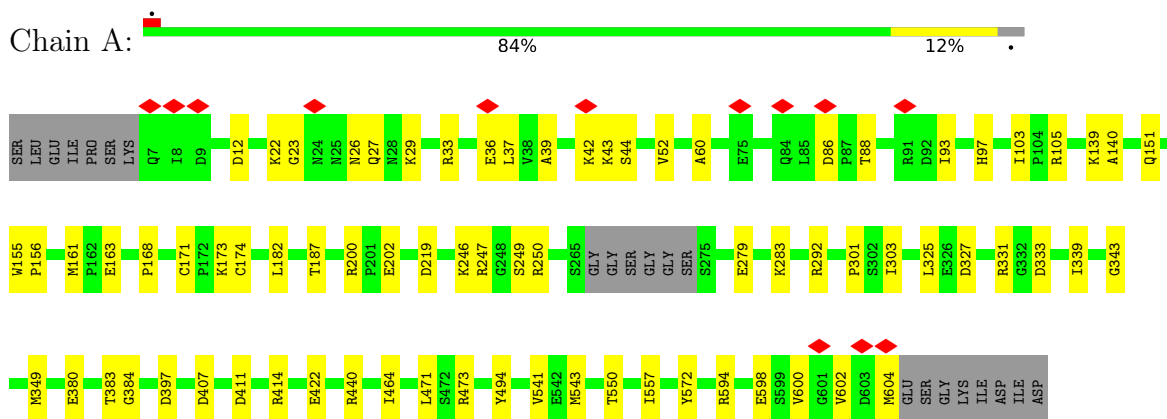 Chain A:
84% 12%
SER LEU GLU ILE PRO SER LYS Q7 I8 D9 D12 K22 G23 N24 N25 N26 Q27 N28 K29 R33 E36 L37 V38 A39 K42 K43 S44 V52 A60 E75 Q84 L85 D86 P87 T88 R91 D92 I93 H97 I103 P104 R105 K139 A140 Q151
W155 P156 M161 P162 E163 P168 C171 P172 K173 C174 L182 T187 R200 P201 E202 D219 K246 R247 G248 S249 R250 S265 GLY GLY SER GLY GLY SER S275 E279 K283 R292 P301 S302 I303 L325 E326 D327 R331 G332 D333 I339 G343
M349 E380 T383 G384 D397 D407 D411 R414 E422 R440 I464 L471 S472 R473 Y494 V541 E542 M543 T550 I557 Y572 R594 E598 S599 V600 G601 V602 D603 M604 GLU SER GLY LYS ILE ASP ILE ASP